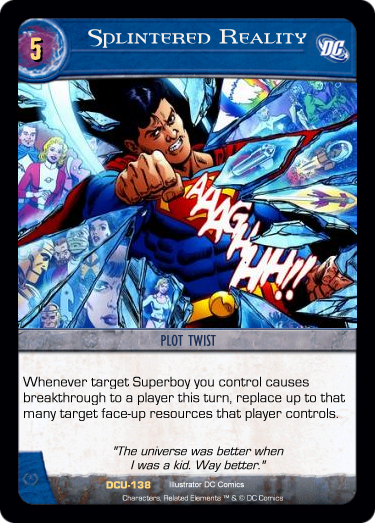 5
SPLINTERED REALITY
DC
AAAGHHHH!!
PLOT TWIST
Whenever target Superboy you control causes
breakthrough to a player this turn, replace up to that
many target face-up resources that player controls.
"The universe was better when
I was a kid. Way better."
DCU-138 Illustrator DC Comics
Characters, Related Elements ™ & © DC Comics